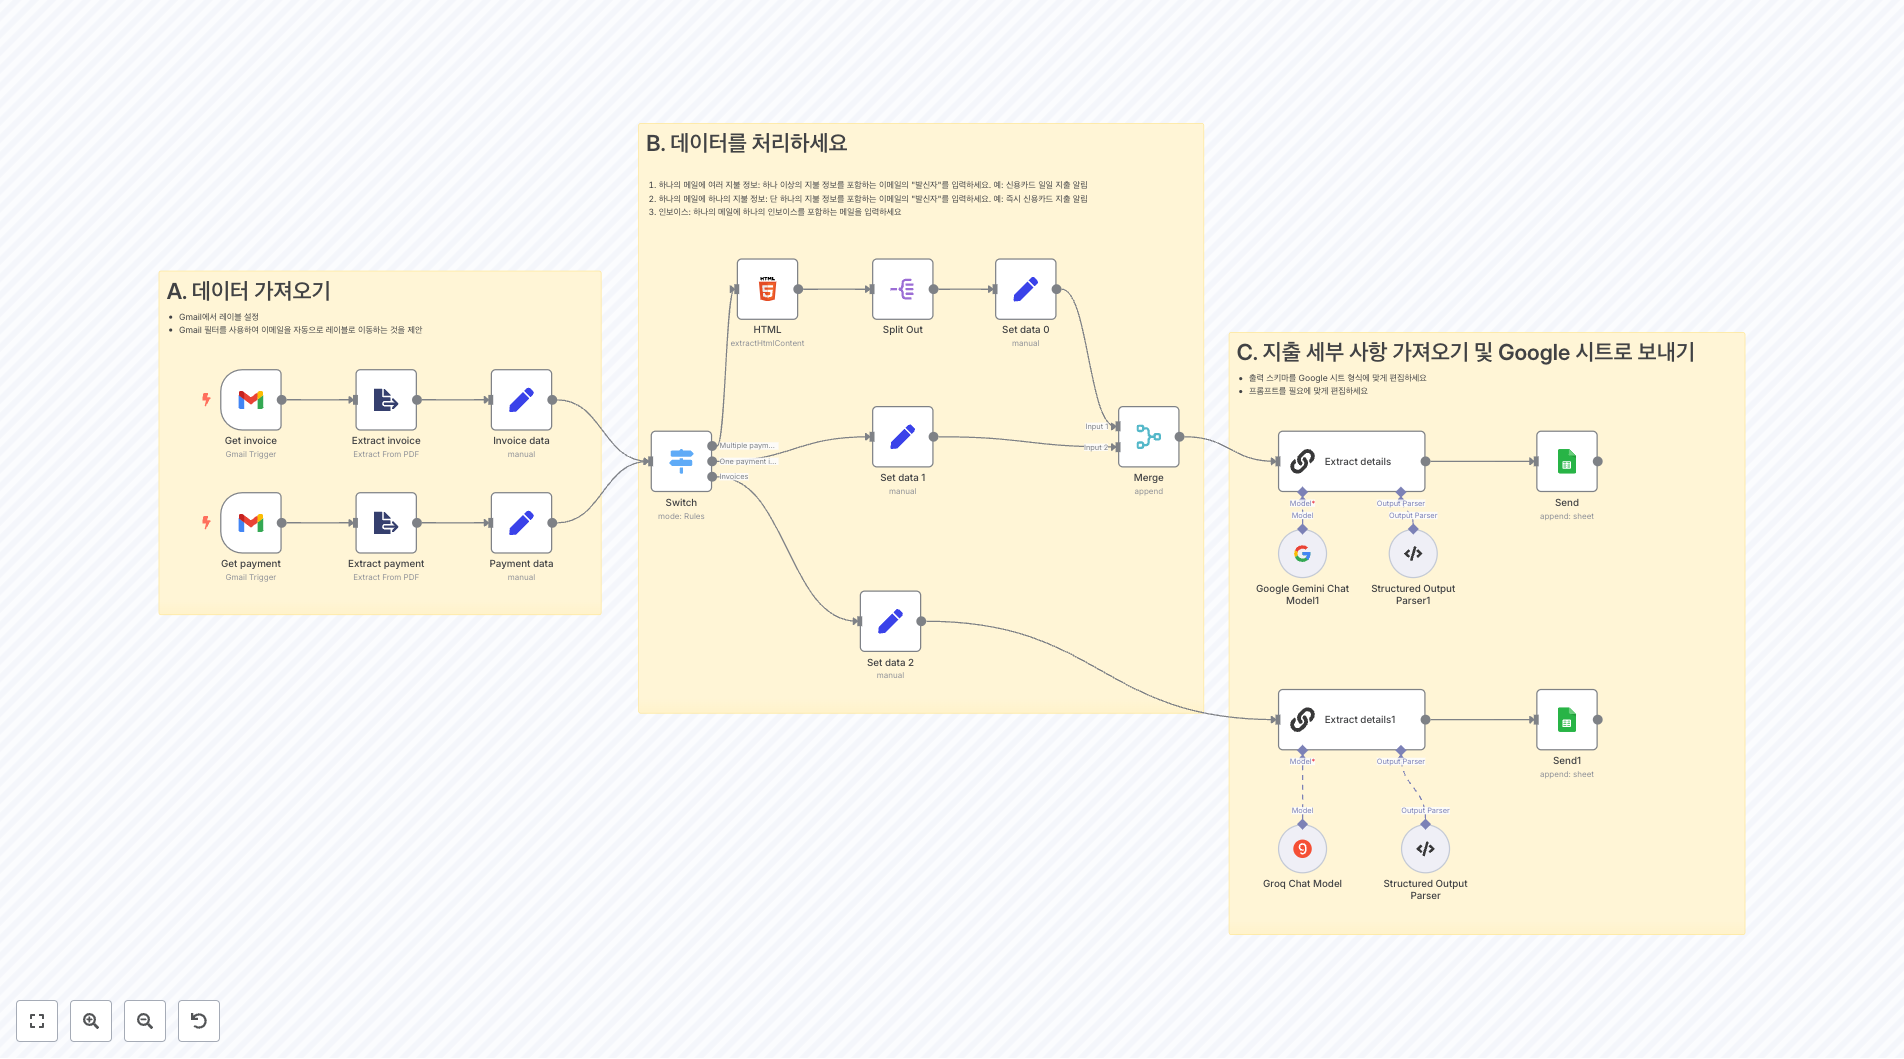 A. 데이터 가져오기
Gmail에서 레이블 설정
Gmail 필터를 사용하여 이메일을 자동으로 레이블로 이동하는 것을 제안
Get invoice
Gmail Trigger
Extract invoice
Extract From PDF
Invoice data
manual
Get payment
Gmail Trigger
Extract payment
Extract From PDF
Payment data
manual
B. 데이터를 처리하세요
1. 하나의 메일에 여러 지불 정보: 하나 이상의 지불 정보를 포함하는 이메일의 "발신자"를 입력하세요. 예: 신용카드 일일 지출 알림
2. 하나의 메일에 하나의 지불 정보: 단 하나의 지불 정보를 포함하는 이메일의 "발신자"를 입력하세요. 예: 즉시 신용카드 지출 알림
3. 인보이스: 하나의 메일에 하나의 인보이스를 포함하는 메일을 입력하세요
HTML
HTML
extractHtmlContent
Split Out
Set data 0
manual
Switch
mode: Rules
Multiple paym...
One payment i...
Invoices
Set data 1
manual
Input 1
Input 2
Merge
append
Set data 2
manual
C. 지출 세부 사항 가져오기 및 Google 시트로 보내기
출력 스키마를 Google 시트 형식에 맞게 편집하세요
프롬프트를 필요에 맞게 편집하세요
Extract details
Model*
Output Parser
Model
Output Parser
Google Gemini Chat
Model1
Structured Output
Parser1
Send
append: sheet
Extract details1
Model*
Output Parser
Model
Output Parser
Groq Chat Model
Structured Output
Parser
Send1
append: sheet